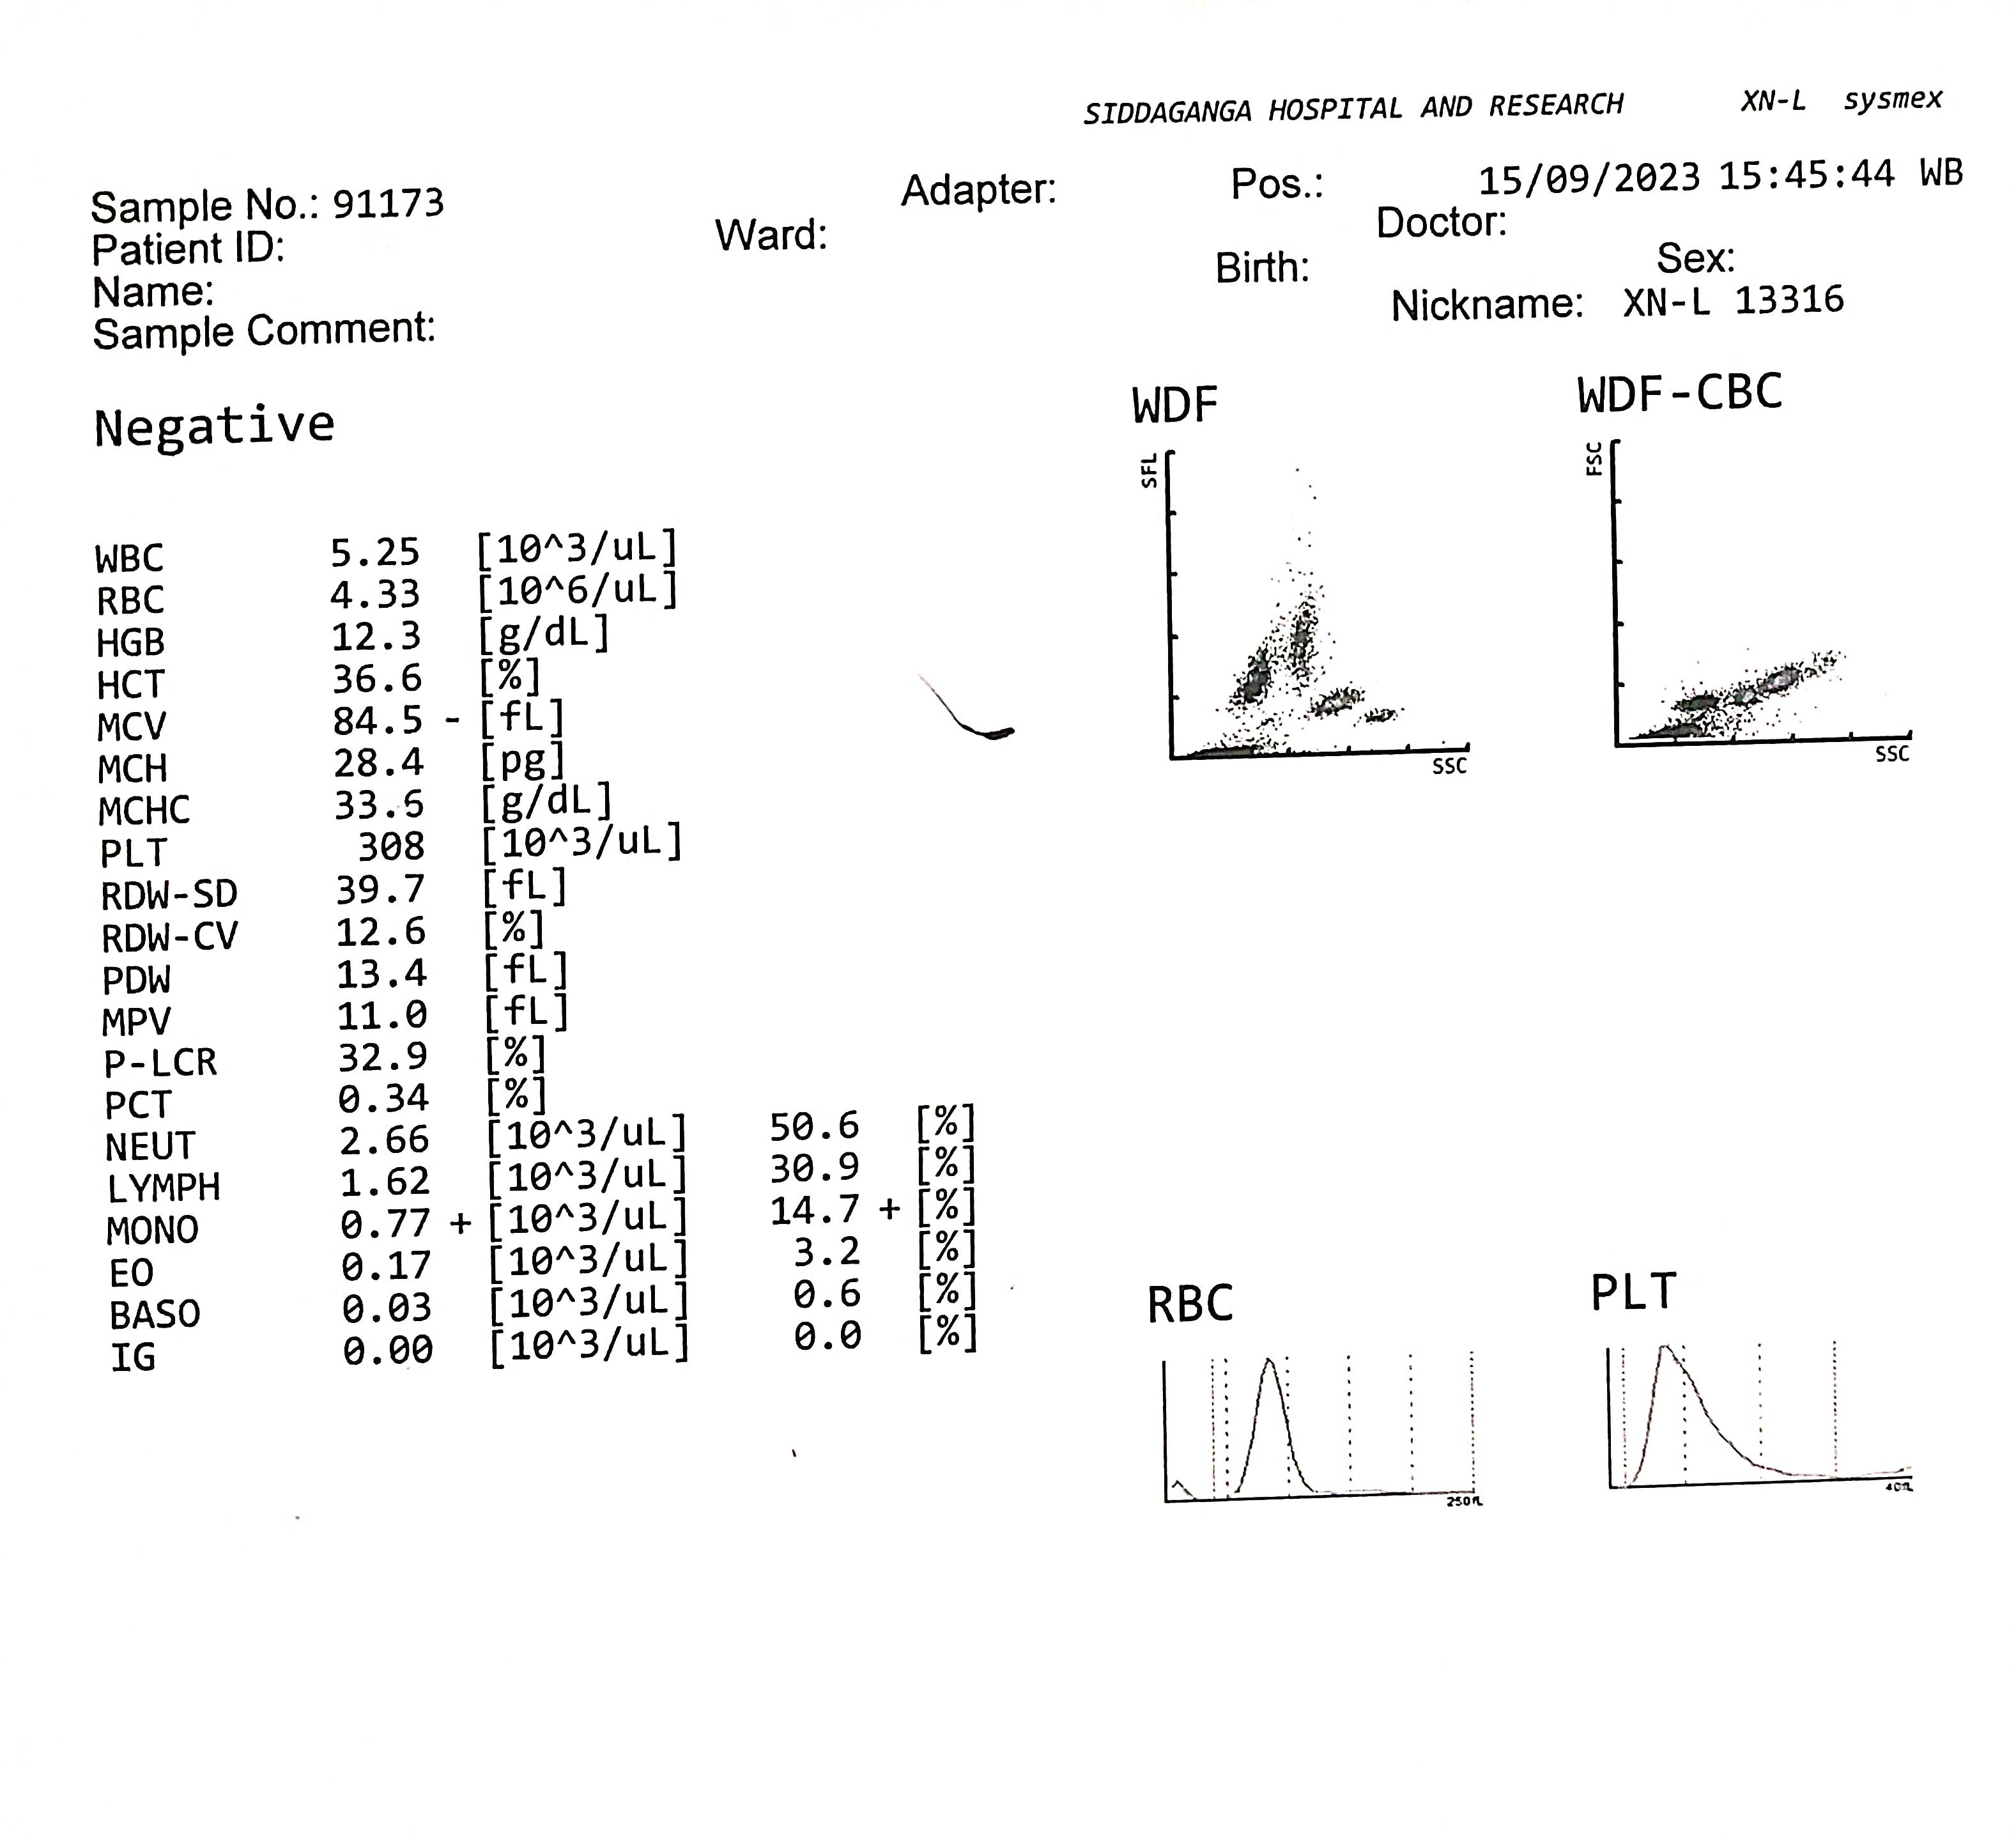 SIDDAGANGA HOSPITAL AND RESEARCH XN-L sysmex
Sample No.: 91173 Adapter: Pos.: 15/09/2023 15:45:44 WB
Patient ID: Ward: Doctor:
Name: Birth: Sex:
Sample Comment: Nickname: XN-L 13316
Negative
WDF
SFL
SSC
WDF-CBC
FSC
SSC
WBC 5.25 [10^3/uL]
RBC 4.33 [10^6/uL]
HGB 12.3 [g/dL]
HCT 36.6 [%]
MCV 84.5 - [fL]
MCH 28.4 [pg]
MCHC 33.6 [g/dL]
PLT 308 [10^3/uL]
RDW-SD 39.7 [fL]
RDW-CV 12.6 [%]
PDW 13.4 [fL]
MPV 11.0 [fL]
P-LCR 32.9 [%]
PCT 0.34 [%]
NEUT 2.66 [10^3/uL] 50.6 [%]
LYMPH 1.62 [10^3/uL] 30.9 [%]
MONO 0.77 + [10^3/uL] 14.7 + [%]
EO 0.17 [10^3/uL] 3.2 [%]
BASO 0.03 [10^3/uL] 0.6 [%]
IG 0.00 [10^3/uL] 0.0 [%]
RBC
250fL
PLT
40fL